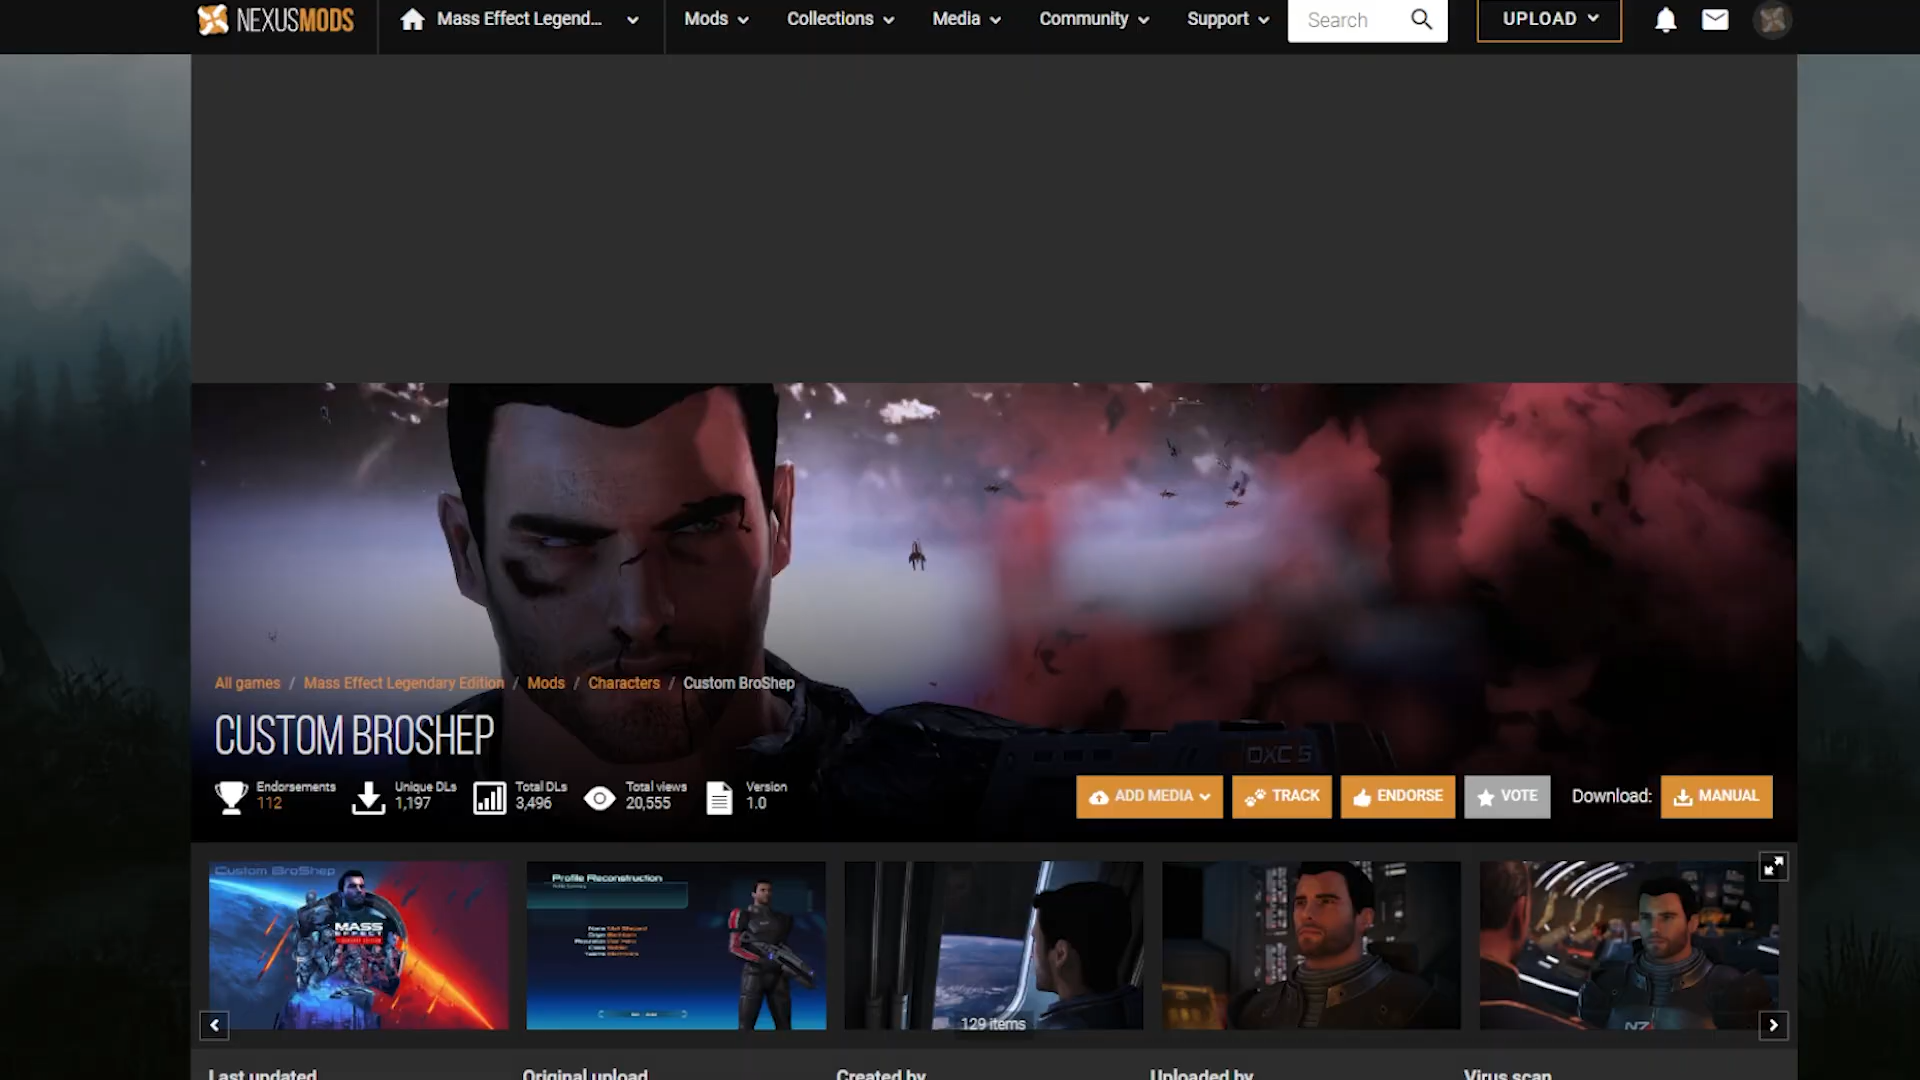 NEXUSMODS
Mass Effect Legend...
Mods
Collections
Media
Community
Support
Search
UPLOAD
All games / Mass Effect Legendary Edition / Mods / Characters / Custom BroShep
CUSTOM BROSHEP
Endorsements
112
Unique DLs
1,197
Total DLs
3,496
Total views
20,555
Version
1.0
OXC 5
ADD MEDIA
TRACK
ENDORSE
VOTE
Download:
MANUAL
Custom BroShep
MASS
EFFECT
Profile Reconstruction
N7
129 items
Last updated
Original upload
Created by
Uploaded by
Virus scan